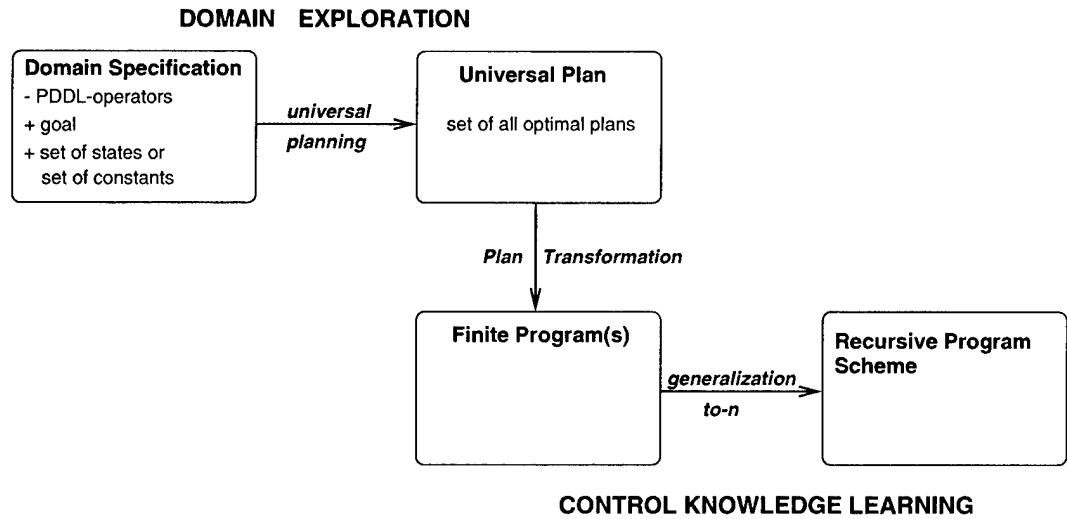 DOMAIN EXPLORATION
Domain Specification
- PDDL-operators
+ goal
+ set of states or
set of constants
universal
planning
Universal Plan
set of all optimal plans
Plan Transformation
Finite Program(s)
generalization
to-n
Recursive Program
Scheme
CONTROL KNOWLEDGE LEARNING